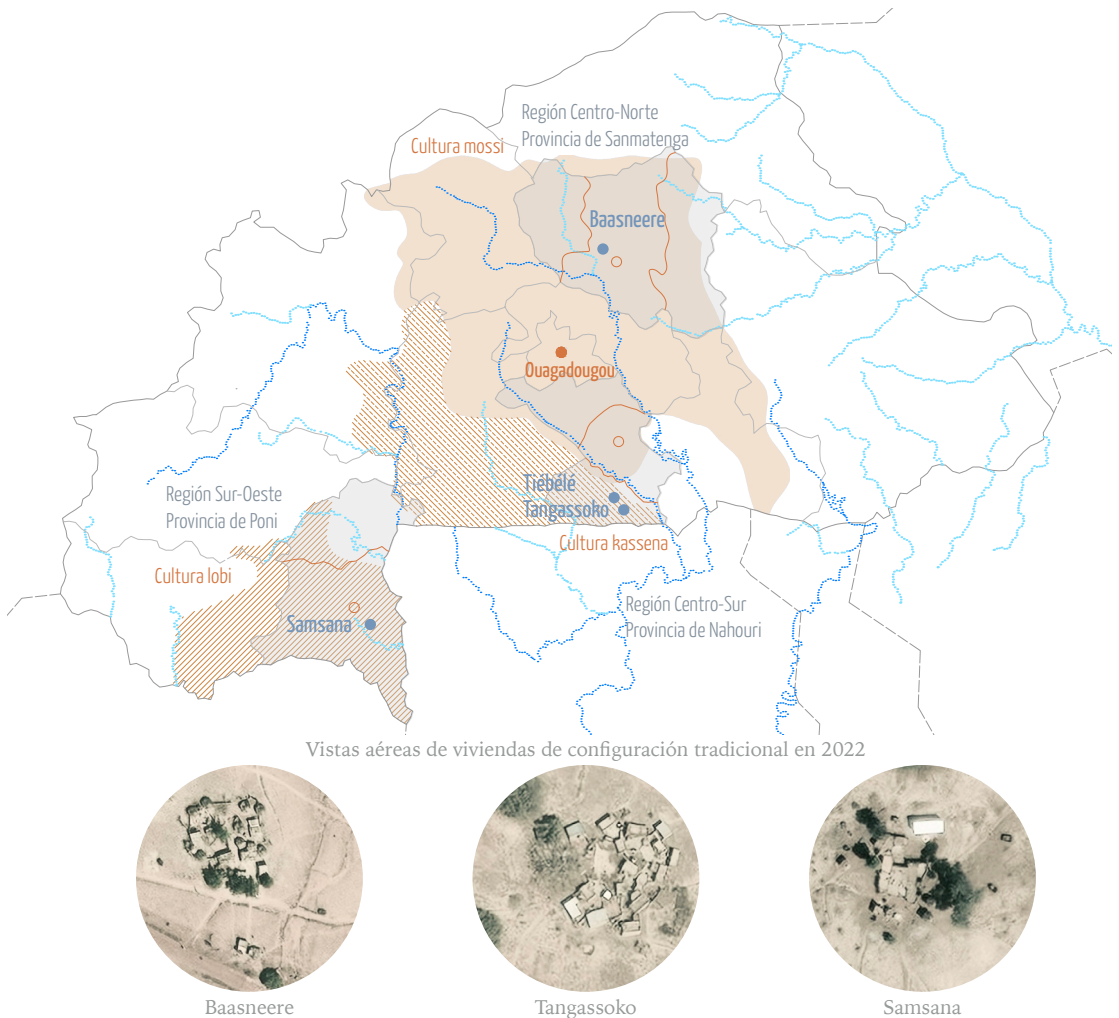 Región Centro-Norte
Provincia de Sanmatenga
Cultura mossi
Baasneere
Ouagadougou
Tiébélé
Tangassoko
Región Sur-Oeste
Provincia de Poni
Cultura kassena
Cultura lobi
Región Centro-Sur
Provincia de Nahouri
Samsana
Vistas aéreas de viviendas de configuración tradicional en 2022
Baasneere
Tangassoko
Samsana